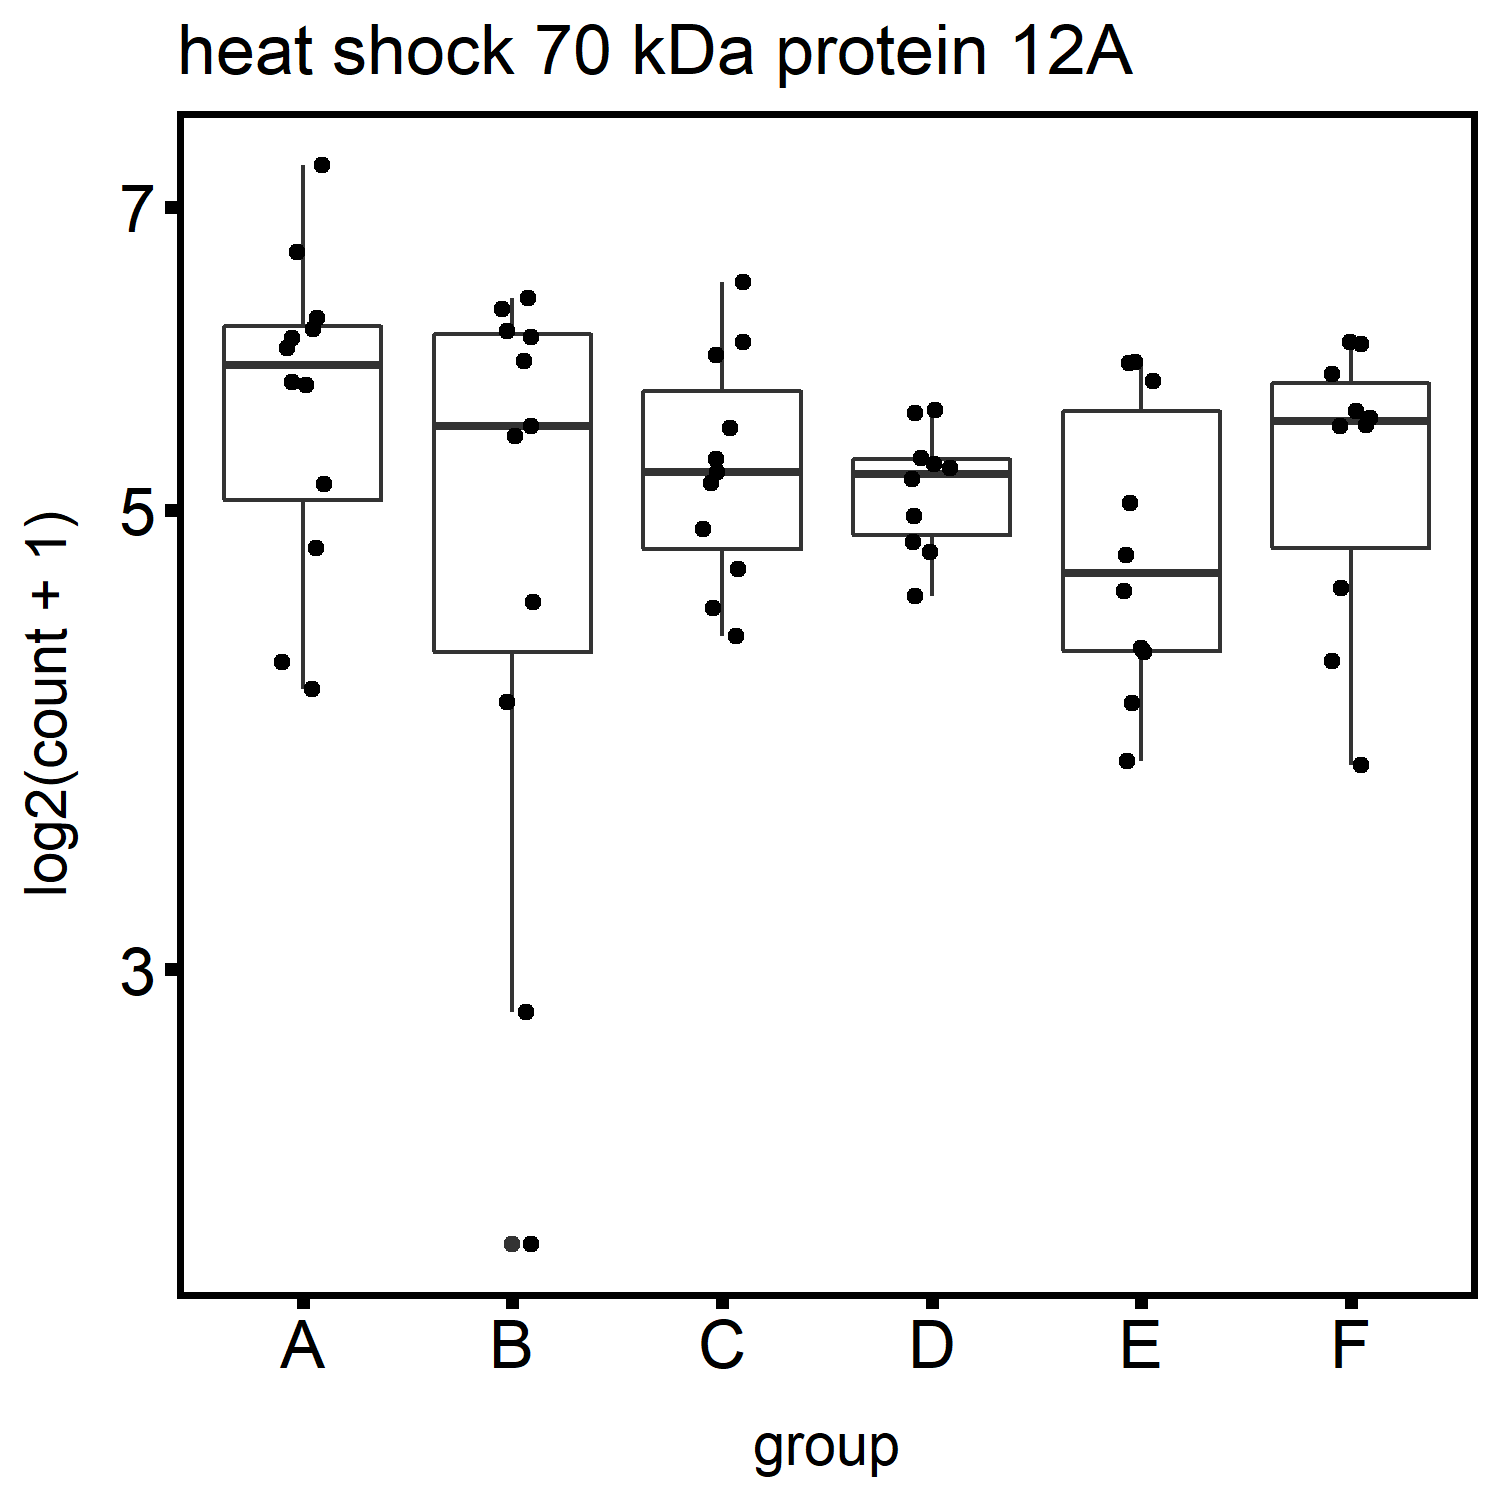 heat shock 70 kDa protein 12A
log2(count + 1)
7
5
3
A B C D E F
group